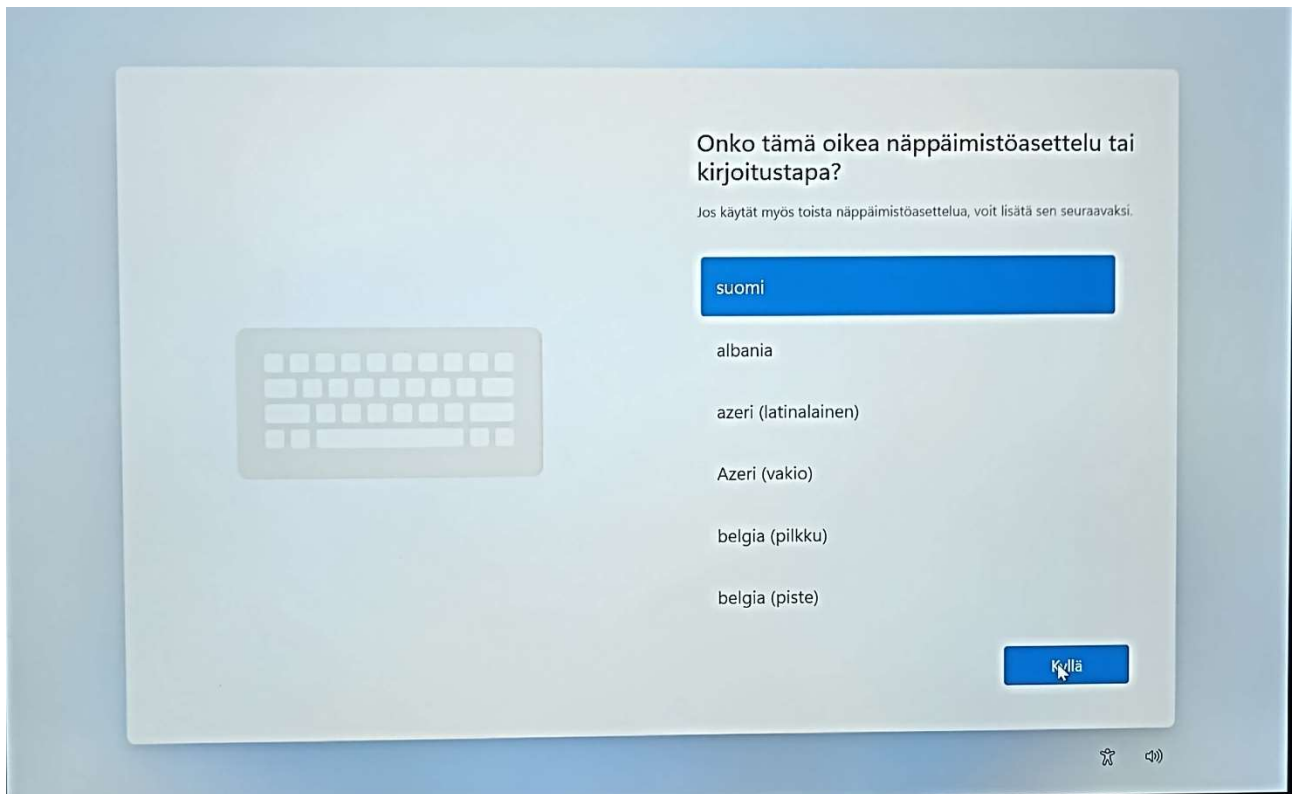 Onko tämä oikea näppäimistöasettelu tai
kirjoitustapa?
Jos käytät myös toista näppäimistöasettelua, voit lisätä sen seuraavaksi.
suomi
albania
azeri (latinalainen)
Azeri (vakio)
belgia (pilkku)
belgia (piste)
Kyllä